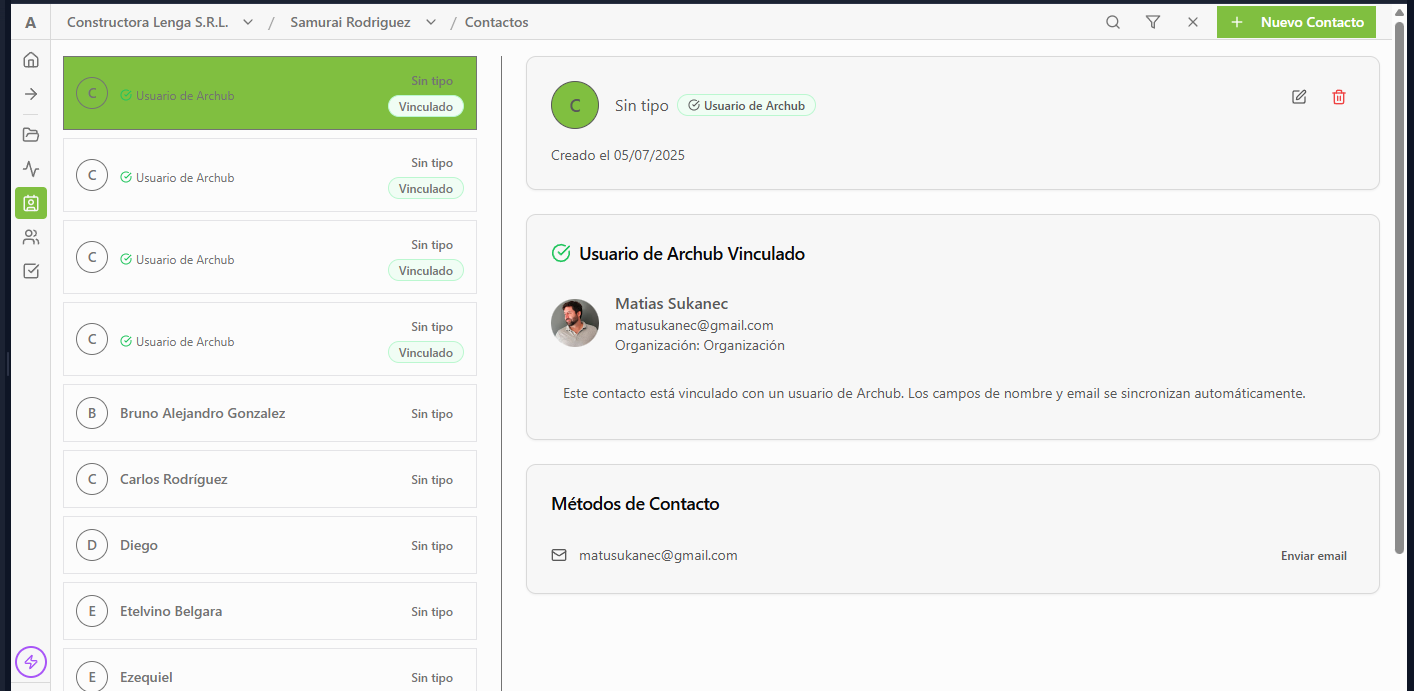 A
Constructora Lenga S.R.L. / Samurai Rodriguez / Contactos
+ Nuevo Contacto
C
Usuario de Archub
Sin tipo
Vinculado
C
Usuario de Archub
Sin tipo
Vinculado
C
Usuario de Archub
Sin tipo
Vinculado
C
Usuario de Archub
Sin tipo
Vinculado
B Bruno Alejandro Gonzalez Sin tipo
C Carlos Rodríguez Sin tipo
D Diego Sin tipo
E Etelvino Belgara Sin tipo
E Ezequiel Sin tipo
C Sin tipo Usuario de Archub
Creado el 05/07/2025
Usuario de Archub Vinculado
Matias Sukanec
matusukanec@gmail.com
Organización: Organización
Este contacto está vinculado con un usuario de Archub. Los campos de nombre y email se sincronizan automáticamente.
Métodos de Contacto
matusukanec@gmail.com Enviar email